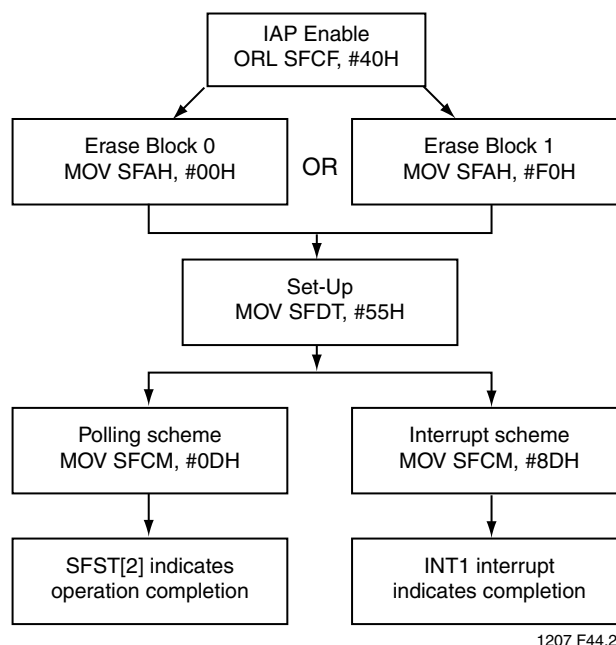 IAP Enable
ORL SFCF, #40H
Erase Block 0
MOV SFAH, #00H
OR
Erase Block 1
MOV SFAH, #F0H
Set-Up
MOV SFDT, #55H
Polling scheme
MOV SFCM, #0DH
Interrupt scheme
MOV SFCM, #8DH
SFST[2] indicates
operation completion
INT1 interrupt
indicates completion
1207 F44.2